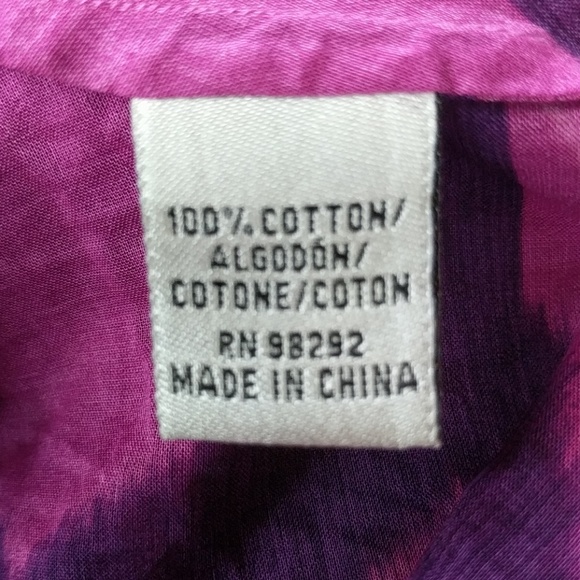 100% COTTON/
ALGODÓN/
COTONE/COTON
RN 98292
MADE IN CHINA